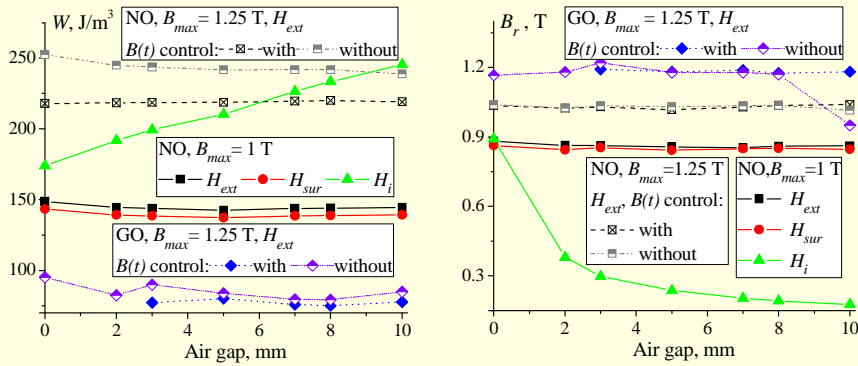 W, J/m³
NO, Bmax= 1.25 T, Hext
B(t) control: with without
250
200
NO, Bmax= 1 T
Hext Hsur Hi
150
GO, Bmax= 1.25 T, Hext
B(t) control: with without
100
0 2 4 6 8 10
Air gap, mm
Br , T
GO, Bmax= 1.25 T, Hext
B(t) control: with without
1.2
0.9
NO, Bmax= 1.25 T
Hext, B(t) control:
with
without
NO,Bmax=1 T
Hext
Hsur
Hi
0.6
0.3
0 2 4 6 8 10
Air gap, mm